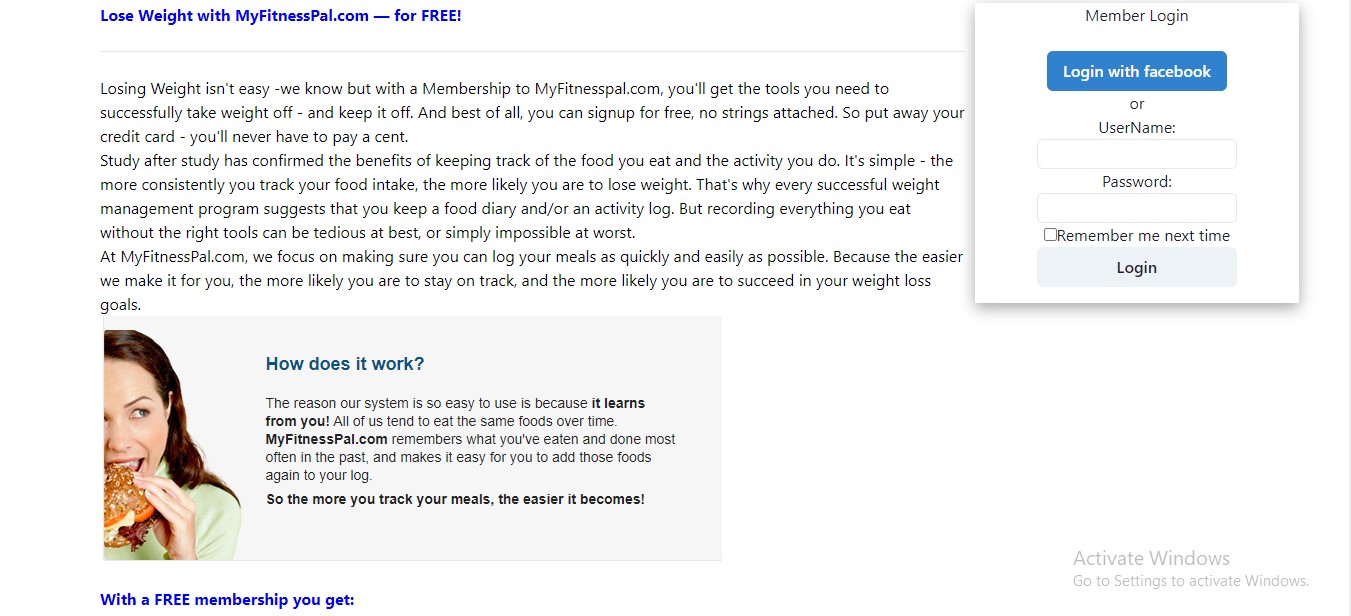 Lose Weight with MyFitnessPal.com — for FREE!
Losing Weight isn't easy -we know but with a Membership to MyFitnesspal.com, you'll get the tools you need to
successfully take weight off - and keep it off. And best of all, you can signup for free, no strings attached. So put away your
credit card - you'll never have to pay a cent.
Study after study has confirmed the benefits of keeping track of the food you eat and the activity you do. It's simple - the
more consistently you track your food intake, the more likely you are to lose weight. That's why every successful weight
management program suggests that you keep a food diary and/or an activity log. But recording everything you eat
without the right tools can be tedious at best, or simply impossible at worst.
At MyFitnessPal.com, we focus on making sure you can log your meals as quickly and easily as possible. Because the easier
we make it for you, the more likely you are to stay on track, and the more likely you are to succeed in your weight loss
goals.
How does it work?
The reason our system is so easy to use is because it learns
from you! All of us tend to eat the same foods over time.
MyFitnessPal.com remembers what you've eaten and done most
often in the past, and makes it easy for you to add those foods
again to your log.
So the more you track your meals, the easier it becomes!
With a FREE membership you get:
Member Login
Login with facebook
or
UserName:
Password:
Remember me next time
Login
Activate Windows
Go to Settings to activate Windows.